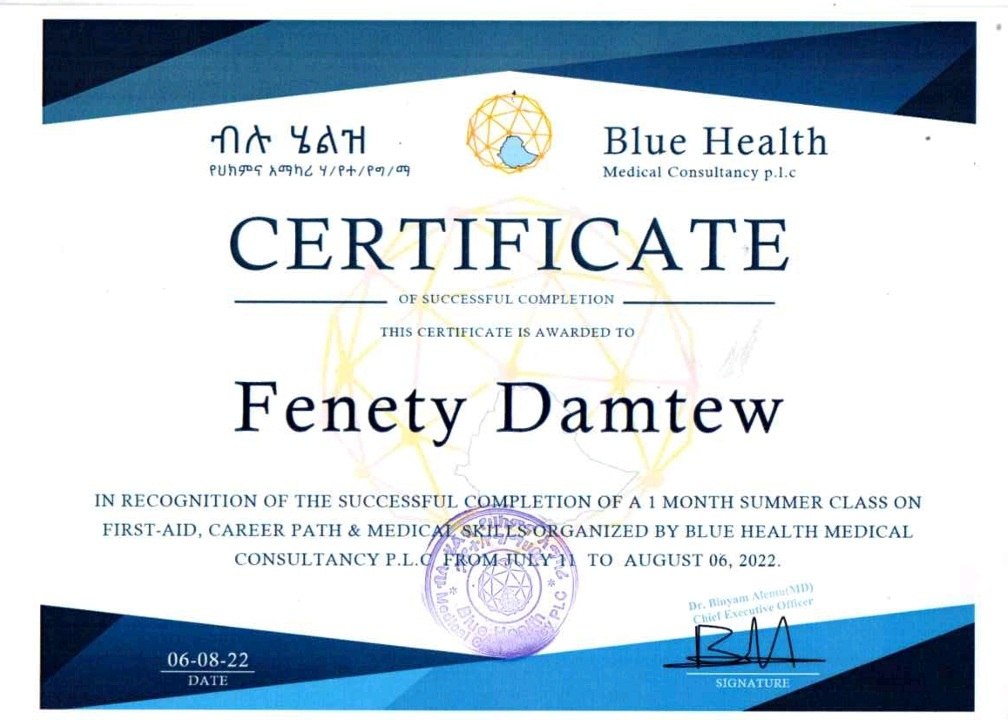 ብሉ ሄልዝ
የህክምና አማካሪ ሃ/የተ/የግ/ማ
Blue Health
Medical Consultancy p.l.c
CERTIFICATE
OF SUCCESSFUL COMPLETION
THIS CERTIFICATE IS AWARDED TO
Fenety Damtew
IN RECOGNITION OF THE SUCCESSFUL COMPLETION OF A 1 MONTH SUMMER CLASS ON
FIRST-AID, CAREER PATH & MEDICAL SKILLS ORGANIZED BY BLUE HEALTH MEDICAL
CONSULTANCY P.L.C FROM JULY 11 TO AUGUST 06, 2022.
Blue Health
Medical PLC
Dr. Binyam Alemu(MD)
Chief Executive Officer
06-08-22
DATE
SIGNATURE